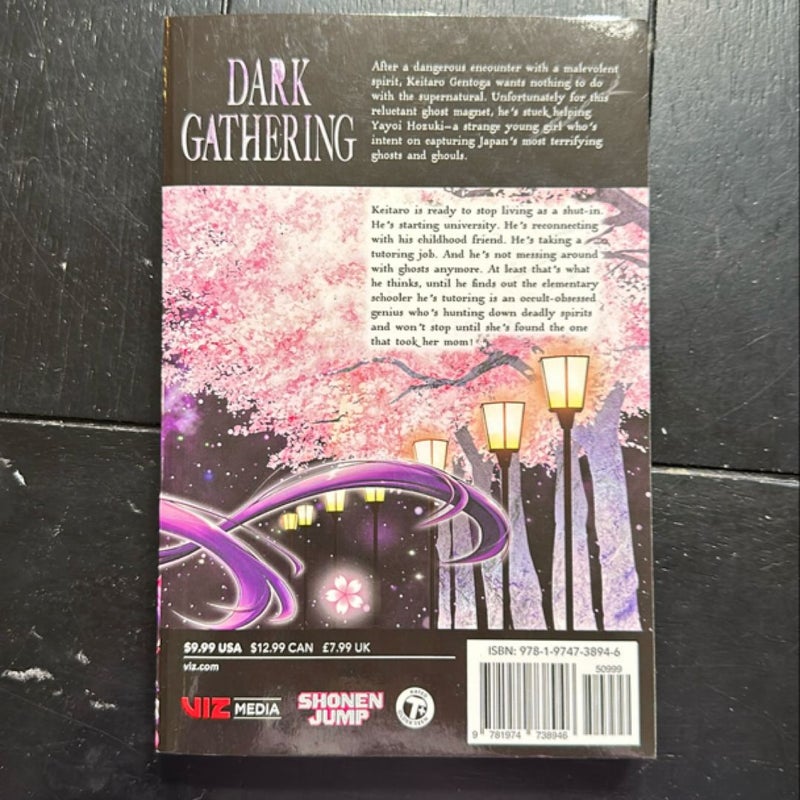 DARK
GATHERING
After a dangerous encounter with a malevolent
spirit, Keitaro Gentoga wants nothing to do
with the supernatural. Unfortunately for this
reluctant ghost magnet, he's stuck helping
Yayoi Hozuki—a strange young girl who's
intent on capturing Japan's most terrifying
ghosts and ghouls.
Keitaro is ready to stop living as a shut-in.
He's starting university. He's reconnecting
with his childhood friend. He's taking a
tutoring job. And he's not messing around
with ghosts anymore. At least that's what
he thinks, until he finds out the elementary
schooler he's tutoring is an occult-obsessed
genius who's hunting down deadly spirits
and won't stop until she's found the one
that took her mom!
$9.99 USA $12.99 CAN £7.99 UK
viz.com
VIZ MEDIA
SHONEN
JUMP
RATED
T+
OLDER TEEN
ISBN: 978-1-9747-3894-6
50999
9 781974 738946